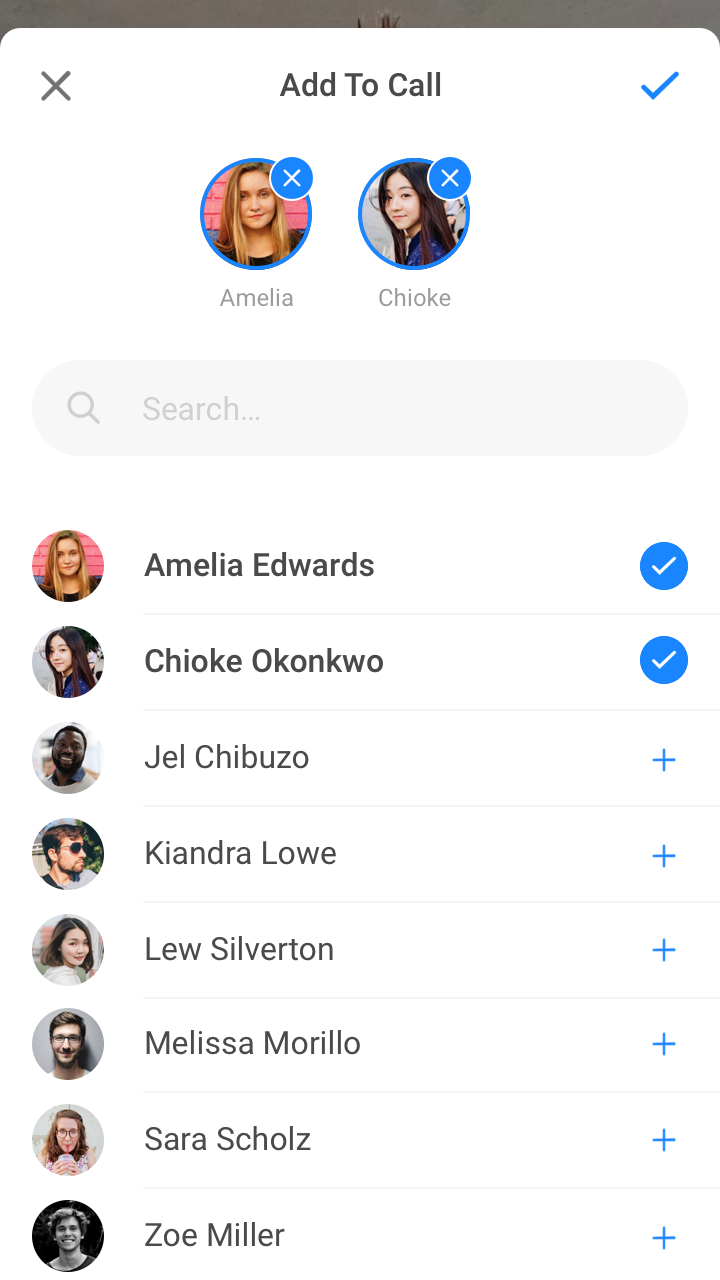 Add To Call
Amelia Chioke
Search...
Amelia Edwards
Chioke Okonkwo
Jel Chibuzo
Kiandra Lowe
Lew Silverton
Melissa Morillo
Sara Scholz
Zoe Miller